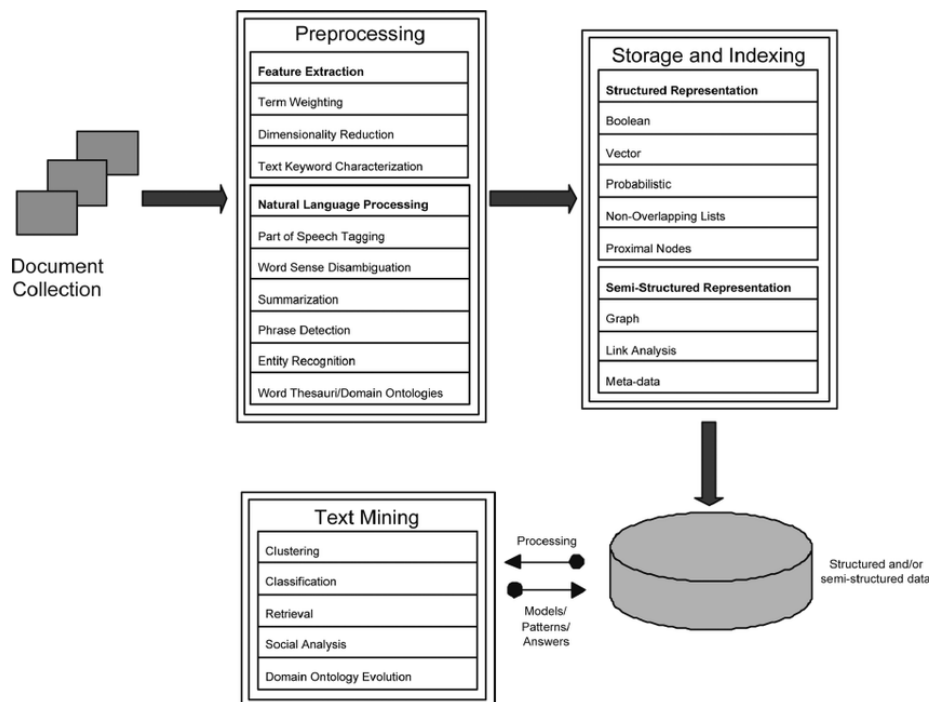 Preprocessing
Feature Extraction
Term Weighting
Dimensionality Reduction
Text Keyword Characterization
Natural Language Processing
Part of Speech Tagging
Word Sense Disambiguation
Summarization
Phrase Detection
Entity Recognition
Word Thesauri/Domain Ontologies
Storage and Indexing
Structured Representation
Boolean
Vector
Probabilistic
Non-Overlapping Lists
Proximal Nodes
Semi-Structured Representation
Graph
Link Analysis
Meta-data
Document
Collection
Text Mining
Clustering
Classification
Retrieval
Social Analysis
Domain Ontology Evolution
Processing
Models/
Patterns/
Answers
Structured and/or
semi-structured data